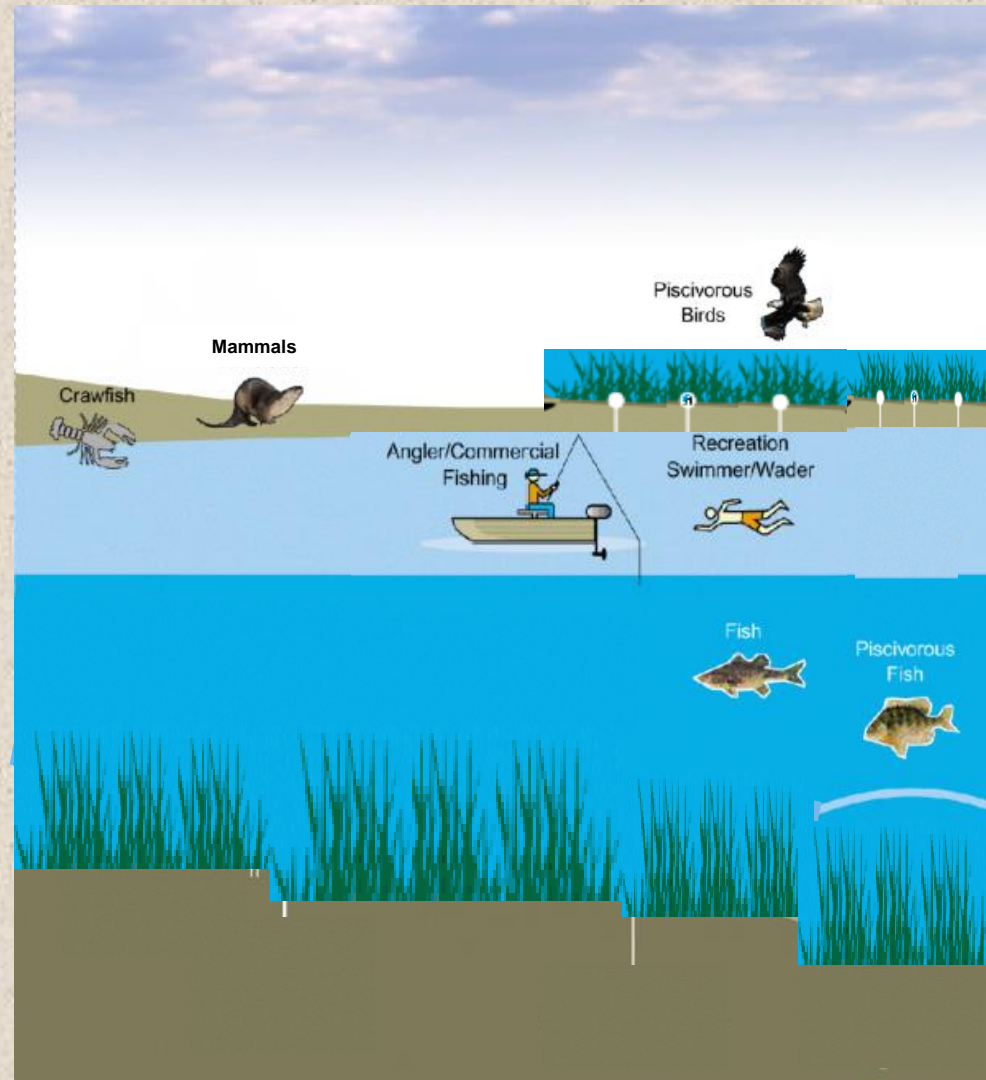 Piscivorous
Birds
Mammals
Crawfish
Angler/Commercial
Fishing
Recreation
Swimmer/Wader
Fish
Piscivorous
Fish